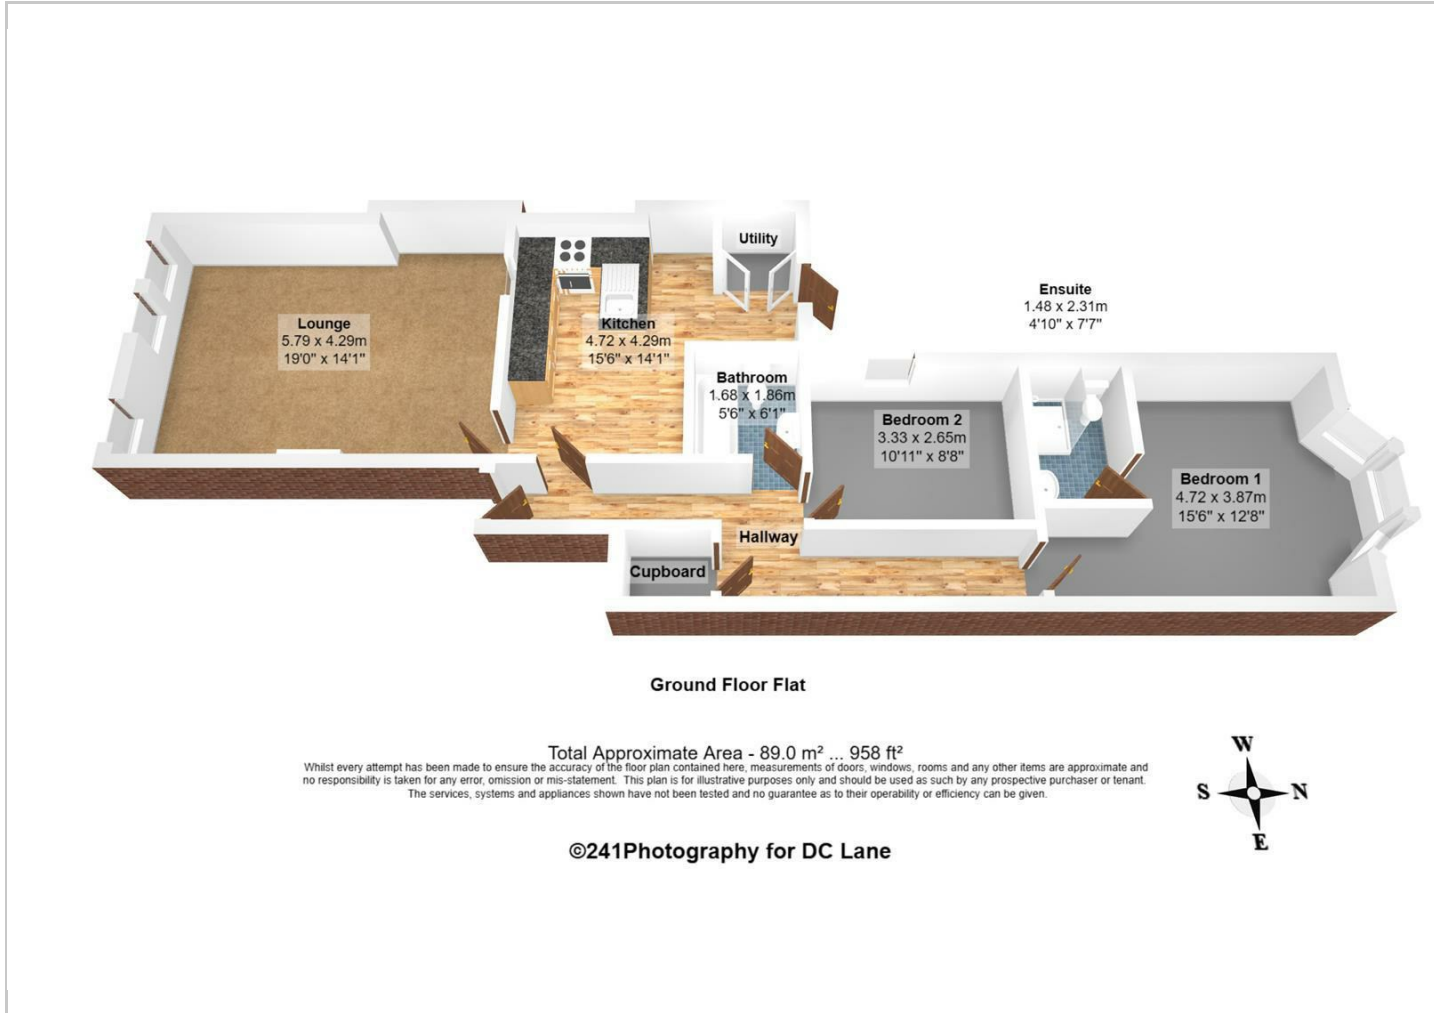 Utility
Ensuite
1.48 x 2.31m
4'10" x 7'7"
Lounge
5.79 x 4.29m
19'0" x 14'1"
Kitchen
4.72 x 4.29m
15'6" x 14'1"
Bathroom
1.68 x 1.86m
5'6" x 6'1"
Bedroom 2
3.33 x 2.65m
10'11" x 8'8"
Bedroom 1
4.72 x 3.87m
15'6" x 12'8"
Hallway
Cupboard
Ground Floor Flat
Total Approximate Area - 89.0 m² ... 958 ft²
Whilst every attempt has been made to ensure the accuracy of the floor plan contained here, measurements of doors, windows, rooms and any other items are approximate and
no responsibility is taken for any error, omission or mis-statement. This plan is for illustrative purposes only and should be used as such by any prospective purchaser or tenant.
The services, systems and appliances shown have not been tested and no guarantee as to their operability or efficiency can be given.
W
S N
E
©241Photography for DC Lane